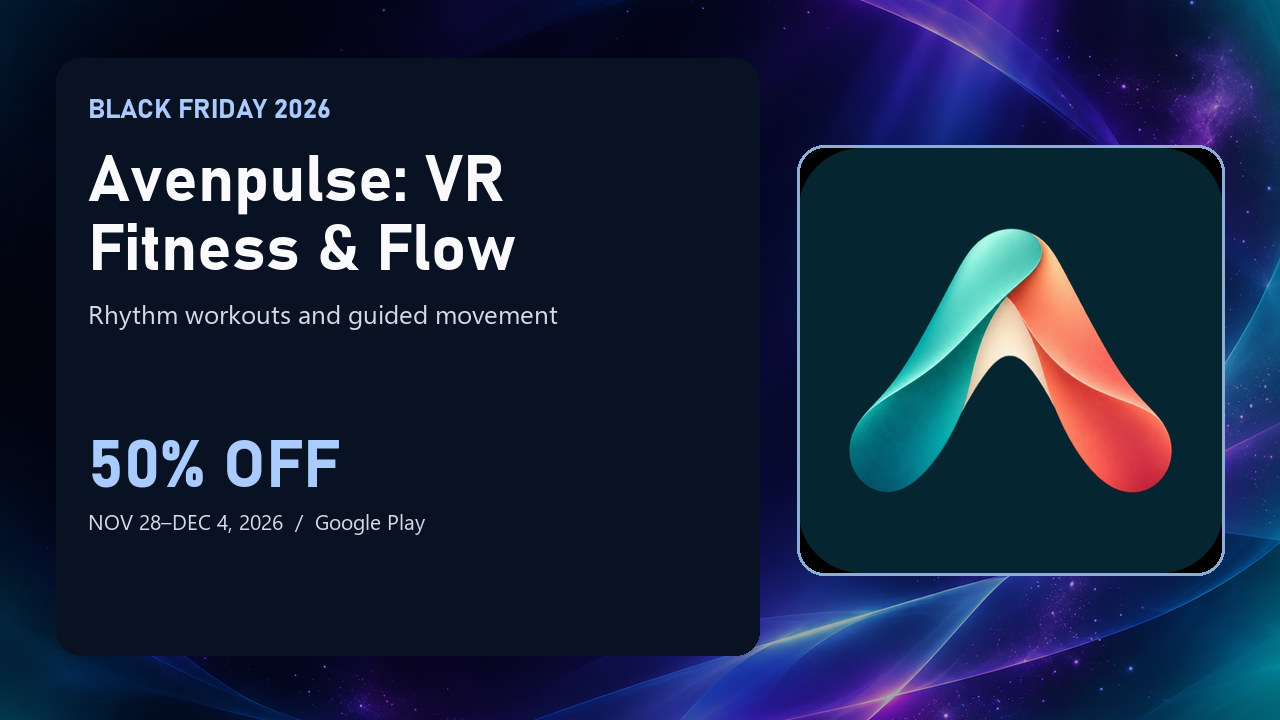 BLACK FRIDAY 2026
Avenpulse: VR
Fitness & Flow
Rhythm workouts and guided movement
50% OFF
NOV 28–DEC 4, 2026 / Google Play